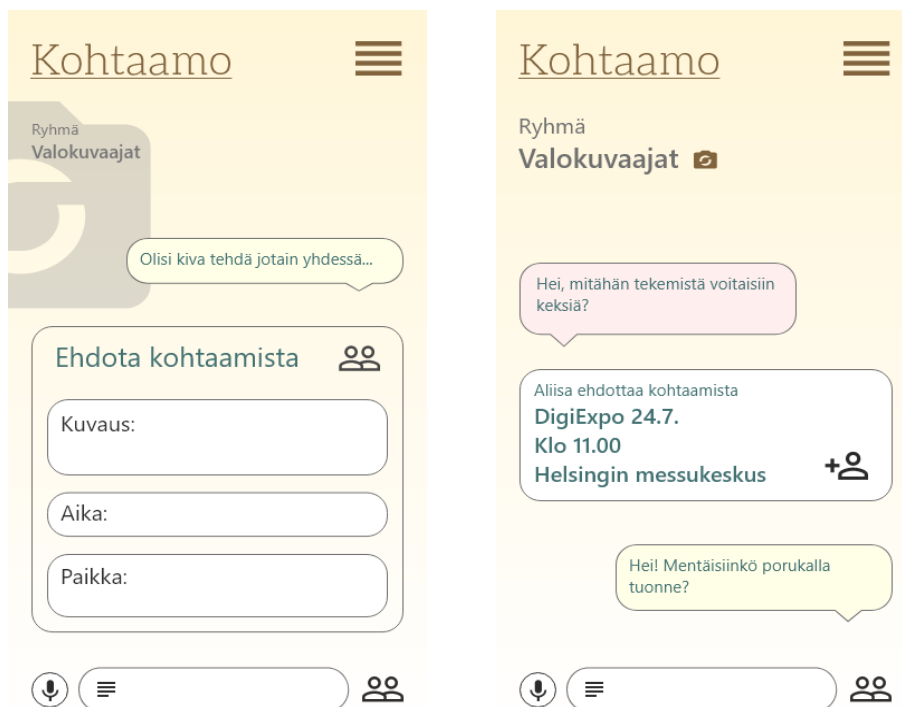 Kohtaamo
Ryhmä
Valokuvaajat
Olisi kiva tehdä jotain yhdessä...
Ehdota kohtaamista
Kuvaus:
Aika:
Paikka:
Kohtaamo
Ryhmä
Valokuvaajat
Hei, mitähän tekemistä voitaisiin
keksiä?
Aliisa ehdottaa kohtaamista
DigiExpo 24.7.
Klo 11.00
Helsingin messukeskus
Hei! Mentäisiinkö porukalla
tuonne?